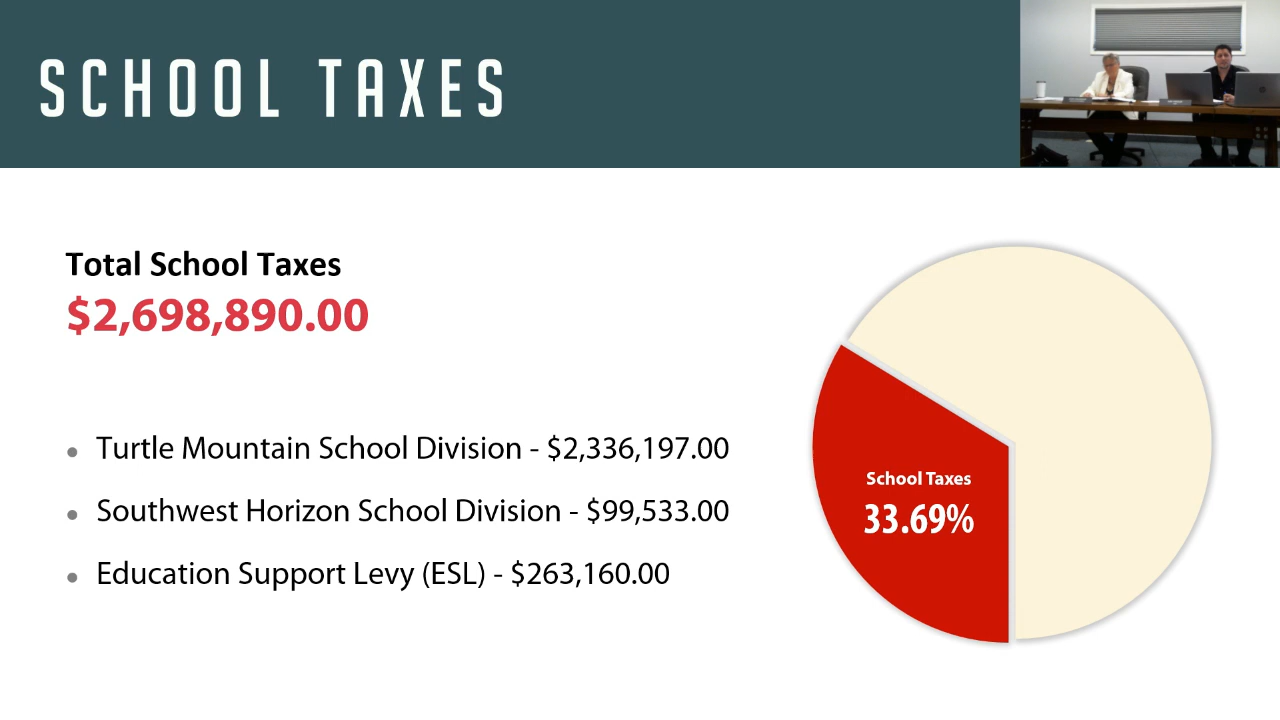 SCHOOL TAXES
Total School Taxes
$2,698,890.00
Turtle Mountain School Division - $2,336,197.00
Southwest Horizon School Division - $99,533.00
Education Support Levy (ESL) - $263,160.00
School Taxes
33.69%